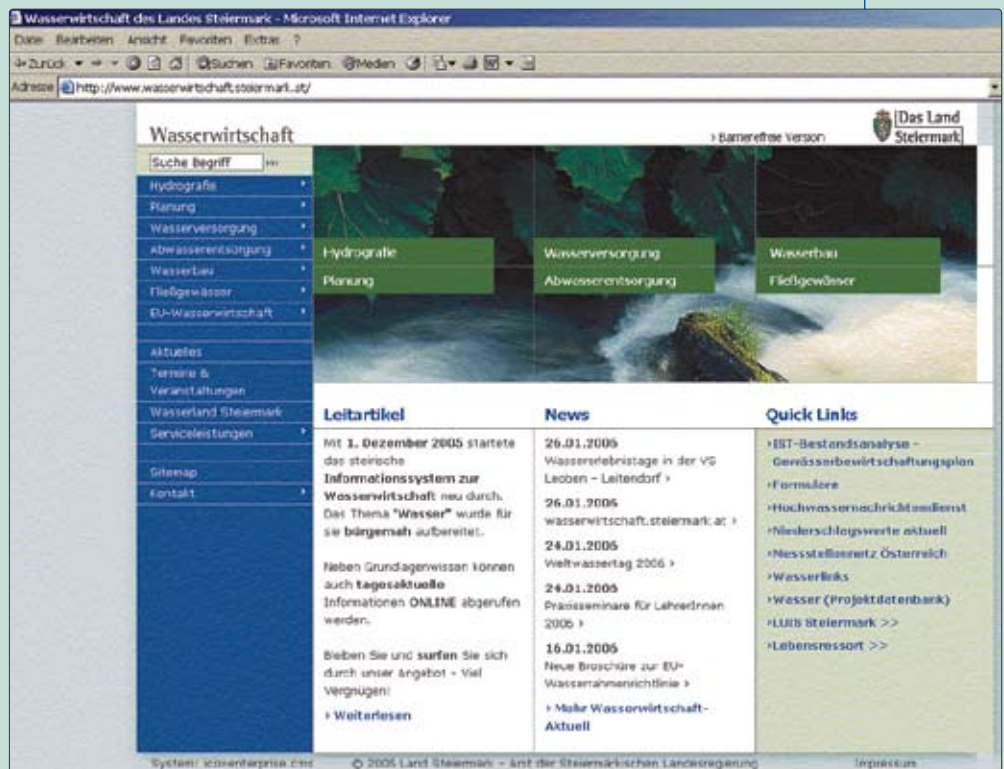 Wasserwirtschaft des Landes Steiermark - Microsoft Internet Explorer
Datei Bearbeiten Ansicht Favoriten Extras ?
Zurück Suchen Favoriten Medien
Adresse http://www.wasserwirtschaft.steiermark.at/
Wasserwirtschaft
› Barrierefreie Version
Das Land
Steiermark
Suche Begriff
Hydrografie
Planung
Wasserversorgung
Abwasserentsorgung
Wasserbau
Fließgewässer
EU-Wasserwirtschaft
Aktuelles
Termine &
Veranstaltungen
Wasserland Steiermark
Serviceleistungen
Sitemap
Kontakt
Hydrografie
Planung
Wasserversorgung
Abwasserentsorgung
Wasserbau
Fließgewässer
Leitartikel
Mit 1. Dezember 2005 startete
das steirische
Informationssystem zur
Wasserwirtschaft neu durch.
Das Thema "Wasser" wurde für
sie bürgernah aufbereitet.
Neben Grundlagenwissen können
auch tagesaktuelle
Informationen ONLINE abgerufen
werden.
Bleiben Sie und surfen Sie sich
durch unser Angebot - Viel
Vergnügen!
› Weiterlesen
News
26.01.2006
Wassererlebnistage in der VS
Leoben - Leitendorf ›
26.01.2006
wasserwirtschaft.steiermark.at ›
24.01.2006
Weltwassertag 2006 ›
24.01.2006
Praxisseminare für LehrerInnen
2006 ›
16.01.2006
Neue Broschüre zur EU-
Wasserrahmenrichtlinie ›
› Mehr Wasserwirtschaft-
Aktuell
Quick Links
›IST-Bestandsanalyse -
Gewässerbewirtschaftungsplan
›Formulare
›Hochwassernachrichtendienst
›Niederschlagswerte aktuell
›Messstellennetz Österreich
›Wasserlinks
›Wasser (Projektdatenbank)
›LUIS Steiermark >>
›Lebensressort >>
System: icomenterprise cms
© 2005 Land Steiermark - Amt der Steiermärkischen Landesregierung
Impressum